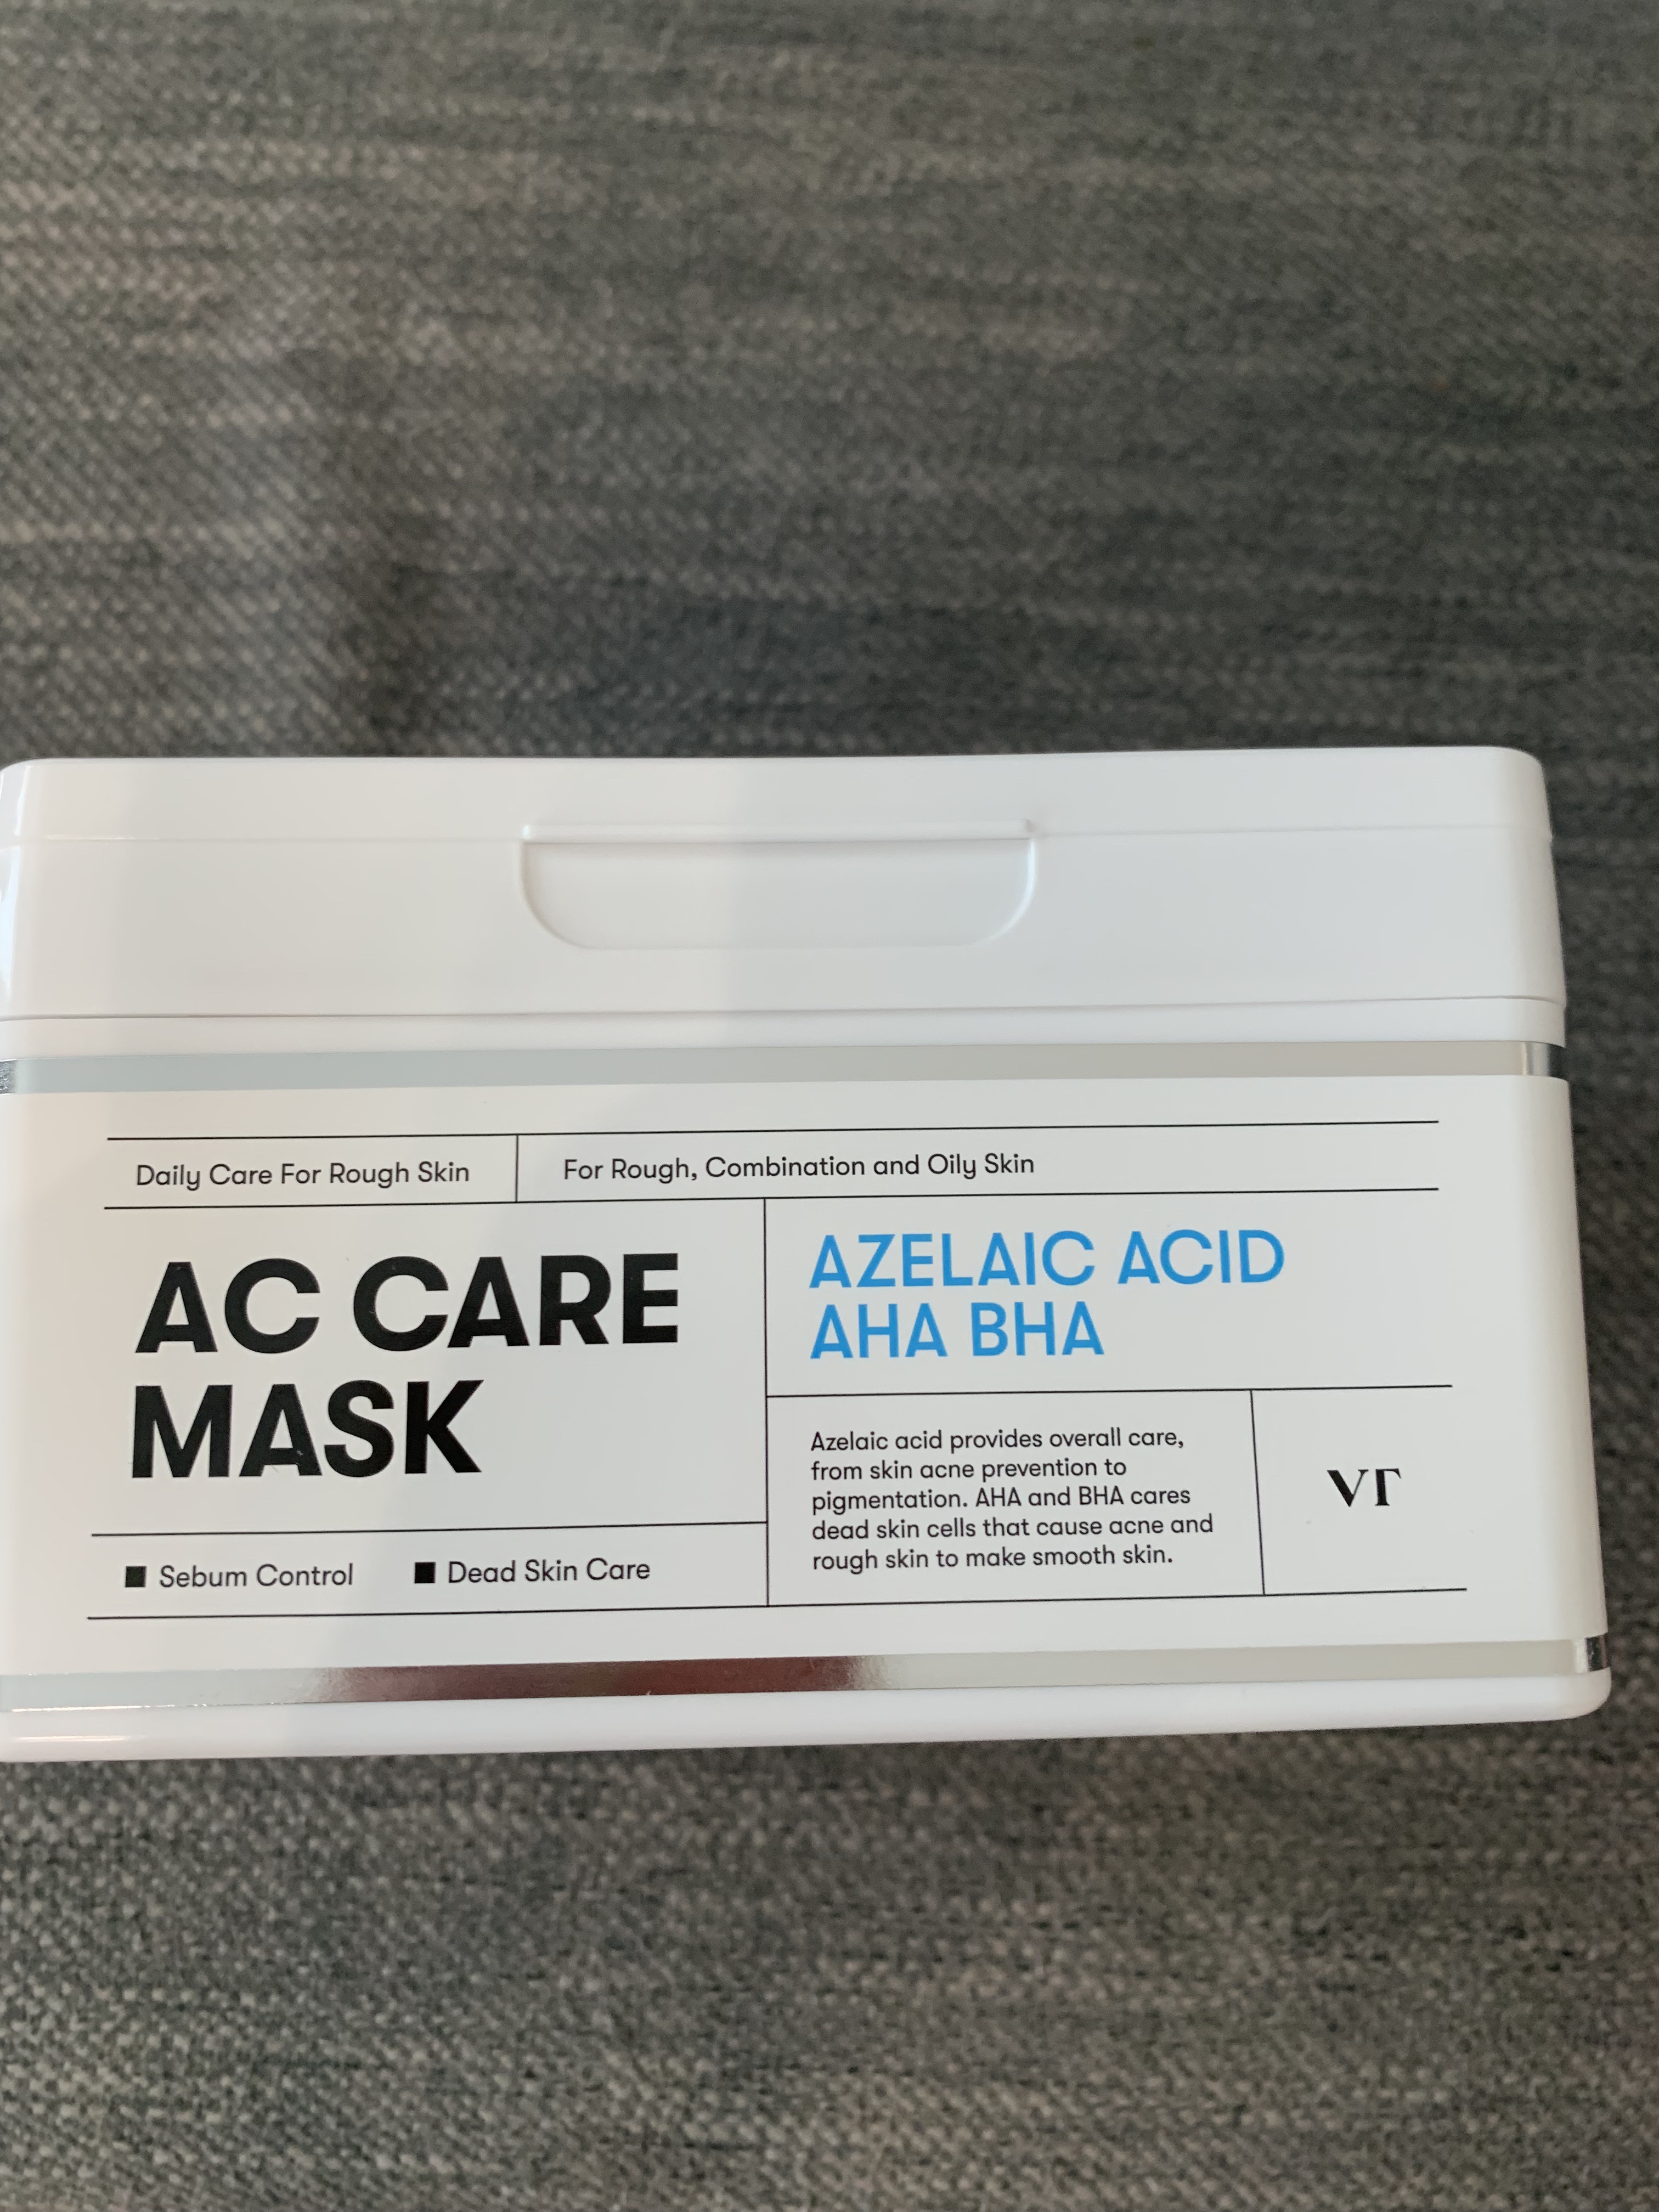 Daily Care For Rough Skin
For Rough, Combination and Oily Skin
AC CARE
MASK
Sebum Control
Dead Skin Care
AZELAIC ACID
AHA BHA
Azelaic acid provides overall care,
from skin acne prevention to
pigmentation. AHA and BHA cares
dead skin cells that cause acne and
rough skin to make smooth skin.
VT